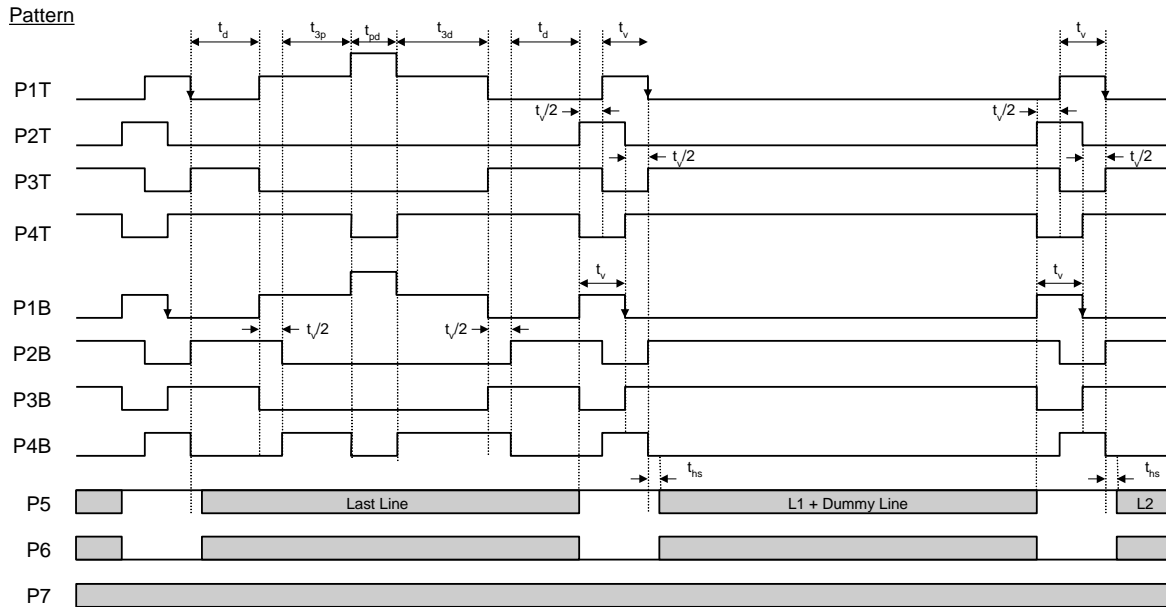 Pattern
t_d t_3p t_pd t_3d t_d t_v t_v
P1T
t_v/2 t_v/2
P2T
t_v/2 t_v/2
P3T
P4T
t_v t_v
P1B
t_v/2 t_v/2
P2B
P3B
P4B
t_hs t_hs
P5 Last Line L1 + Dummy Line L2
P6
P7